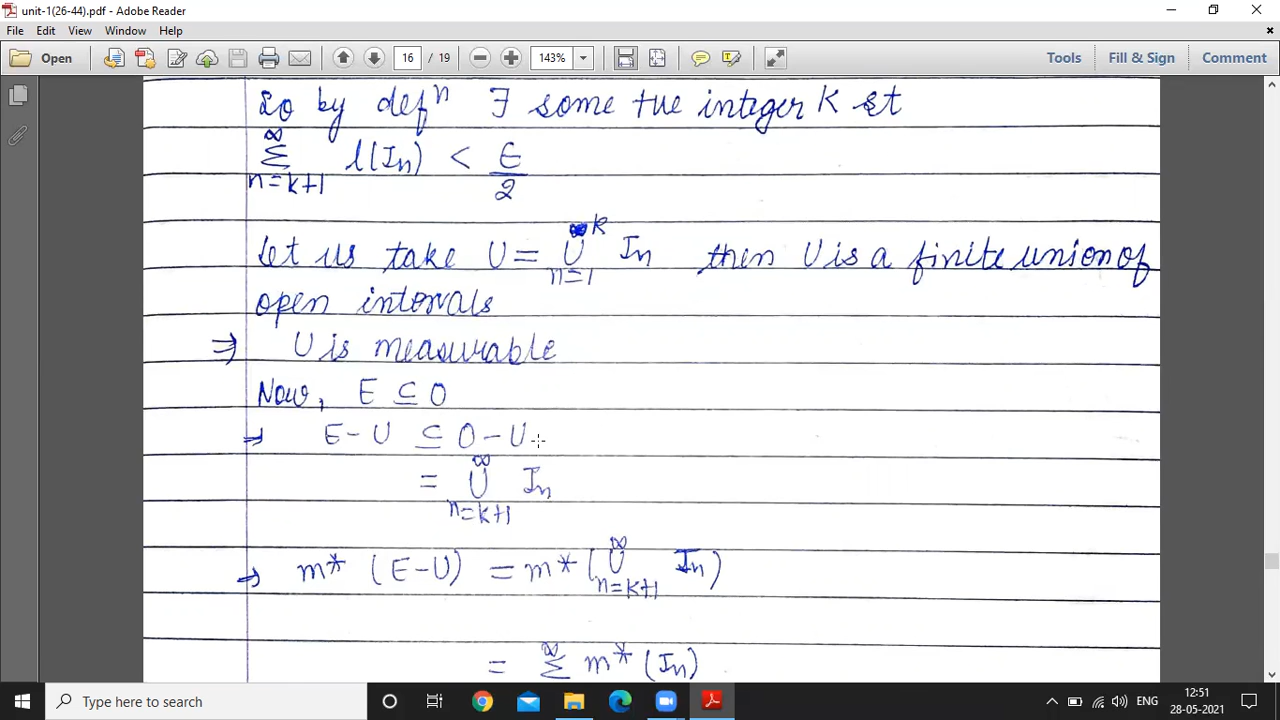 unit-1(26-44).pdf - Adobe Reader
File Edit View Window Help
Open 16 / 19 143% Tools Fill & Sign Comment
So by defⁿ ∃ some +ve integer K st
∞
Σ l(In) < ε/2
n=k+1
Let us take U = ⋃ₙ₌₁ᵏ In then U is a finite union of
open intervals
⇒ U is measurable
Now, E ⊆ O
⇒ E - U ⊆ O - U
∞
= ⋃ In
n=k+1
⇒ m* (E-U) = m* (⋃ₙ₌ₖ₊₁^∞ In)
= Σ^∞ m* (In)
Type here to search
ENG
12:51
28-05-2021